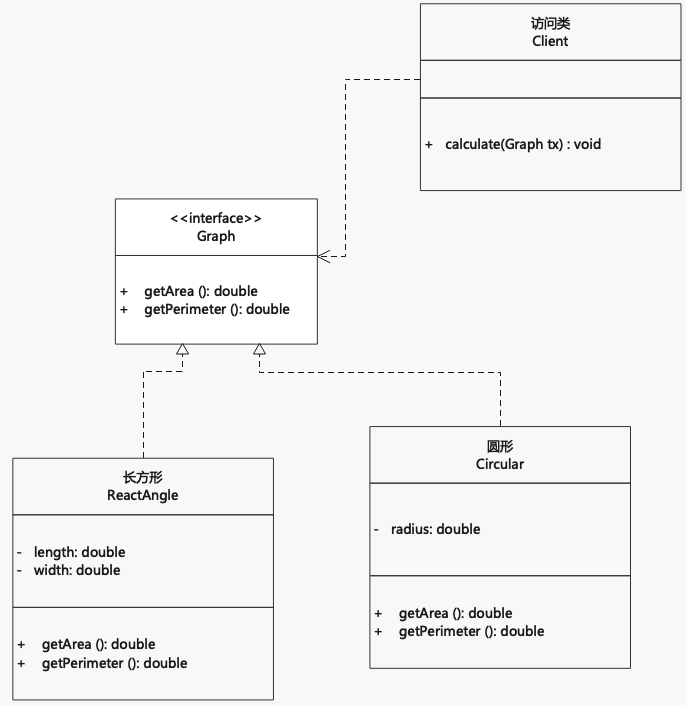 访问类
Client
+ calculate(Graph tx) : void
<<interface>>
Graph
+ getArea (): double
+ getPerimeter (): double
长方形
ReactAngle
- length: double
- width: double
+ getArea (): double
+ getPerimeter (): double
圆形
Circular
- radius: double
+ getArea (): double
+ getPerimeter (): double